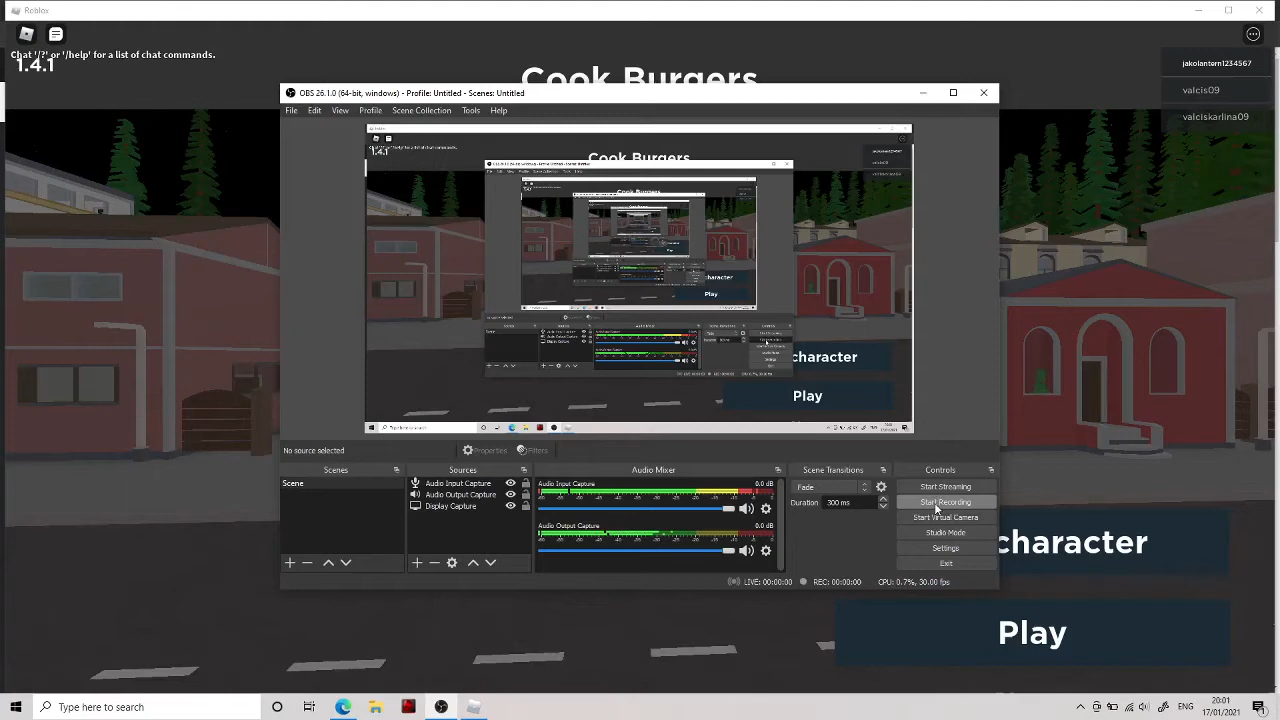 Roblox
Chat '/?' or '/help' for a list of chat commands.
1.4.1
Cook Burgers
jakolantern1234567
valcis09
valciskarlina09
OBS 26.1.0 (64-bit, windows) - Profile: Untitled - Scenes: Untitled
File Edit View Profile Scene Collection Tools Help
Cook Burgers
character
Play
No source selected
Properties
Filters
Scenes
Scene
Sources
Audio Input Capture
Audio Output Capture
Display Capture
Audio Mixer
Audio Input Capture 0.0 dB
Audio Output Capture 0.0 dB
Scene Transitions
Fade
Duration 300 ms
Controls
Start Streaming
Start Recording
Start Virtual Camera
Studio Mode
Settings
Exit
LIVE: 00:00:00 REC: 00:00:00 CPU: 0.7%, 30.00 fps
character
Play
Type here to search
ENG
20:01
17/01/2021